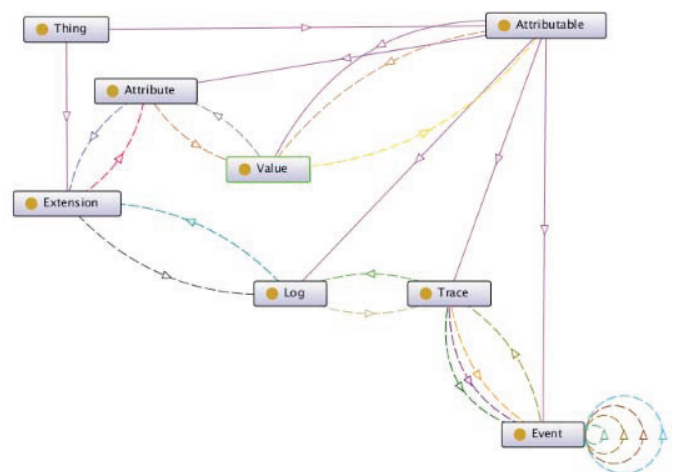 Thing
Attributable
Attribute
Value
Extension
Log
Trace
Event